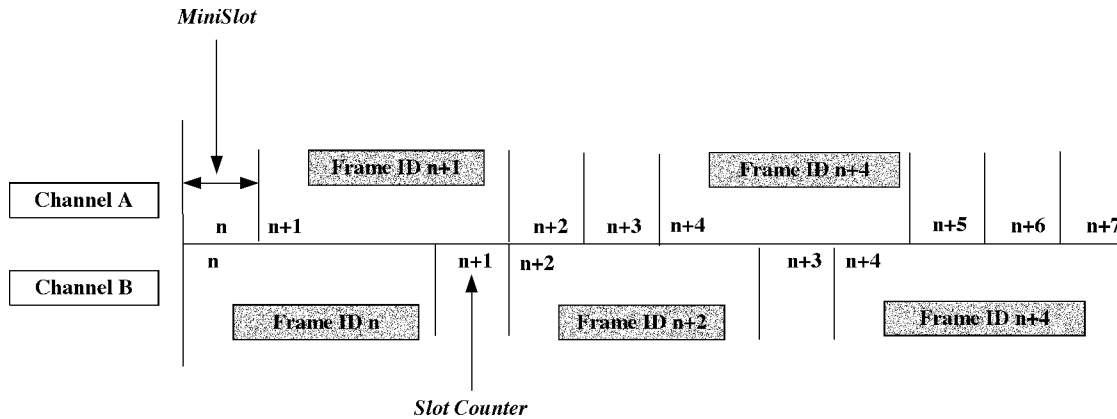 MiniSlot
Frame ID n+1
Frame ID n+4
Channel A
n n+1 n+2 n+3 n+4 n+5 n+6 n+7
n n+1 n+2 n+3 n+4
Channel B
Frame ID n
Frame ID n+2
Frame ID n+4
Slot Counter